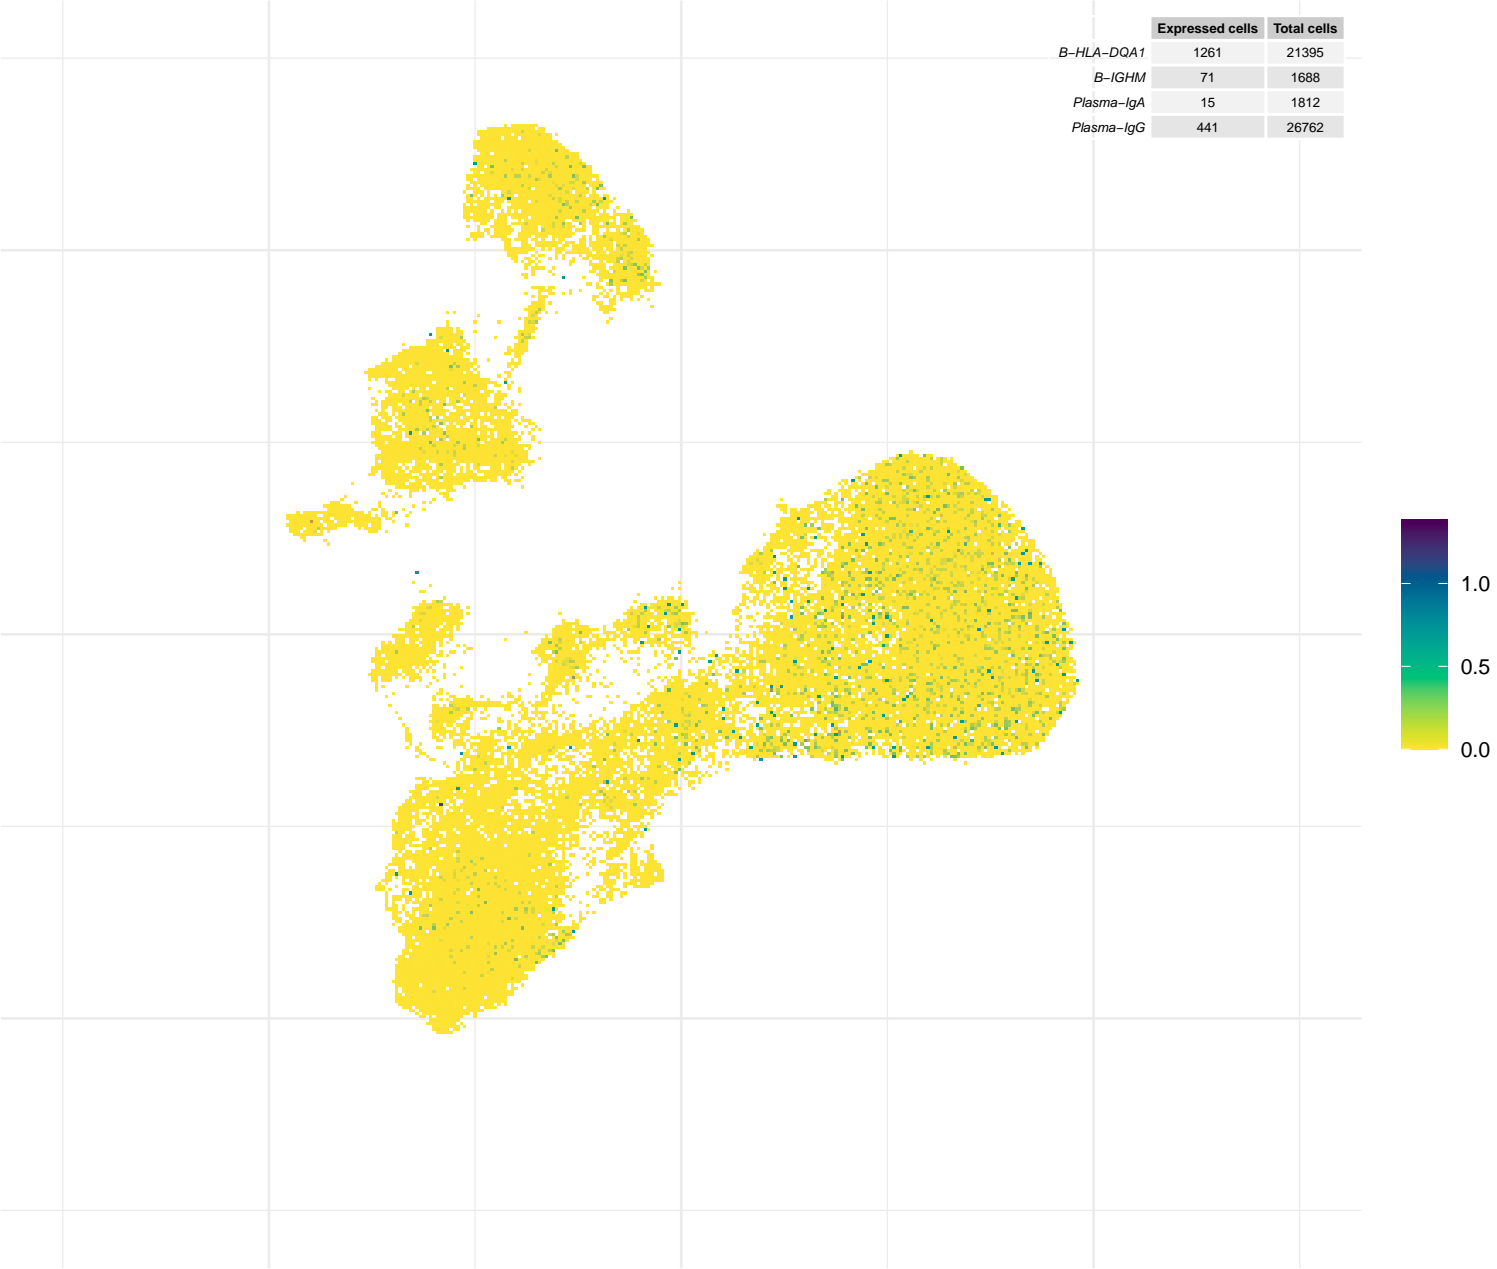 Expressed cells Total cells
B−HLA−DQA1 1261 21395
B−IGHM 71 1688
Plasma−IgA 15 1812
Plasma−IgG 441 26762
1.0
0.5
0.0